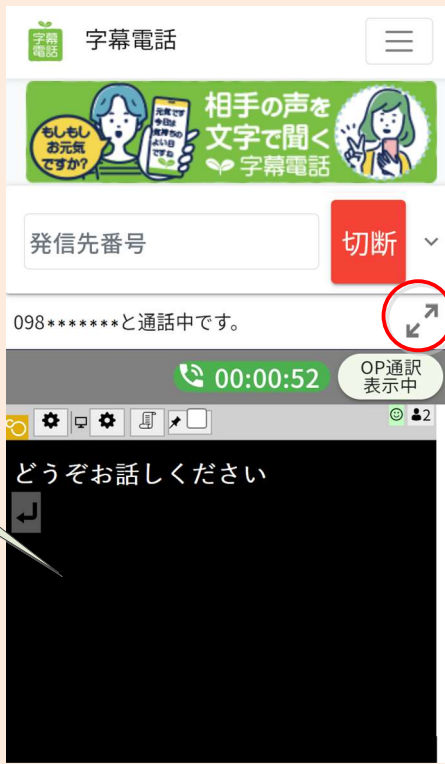 字幕
電話
字幕電話
もしもし
お元気
ですか?
元気です
今日は
気持ちの
よい日
ですね
相手の声を
文字で聞く
字幕電話
発信先番号
切断
098*******と通話中です。
00:00:52
OP通訳
表示中
2
どうぞお話しください